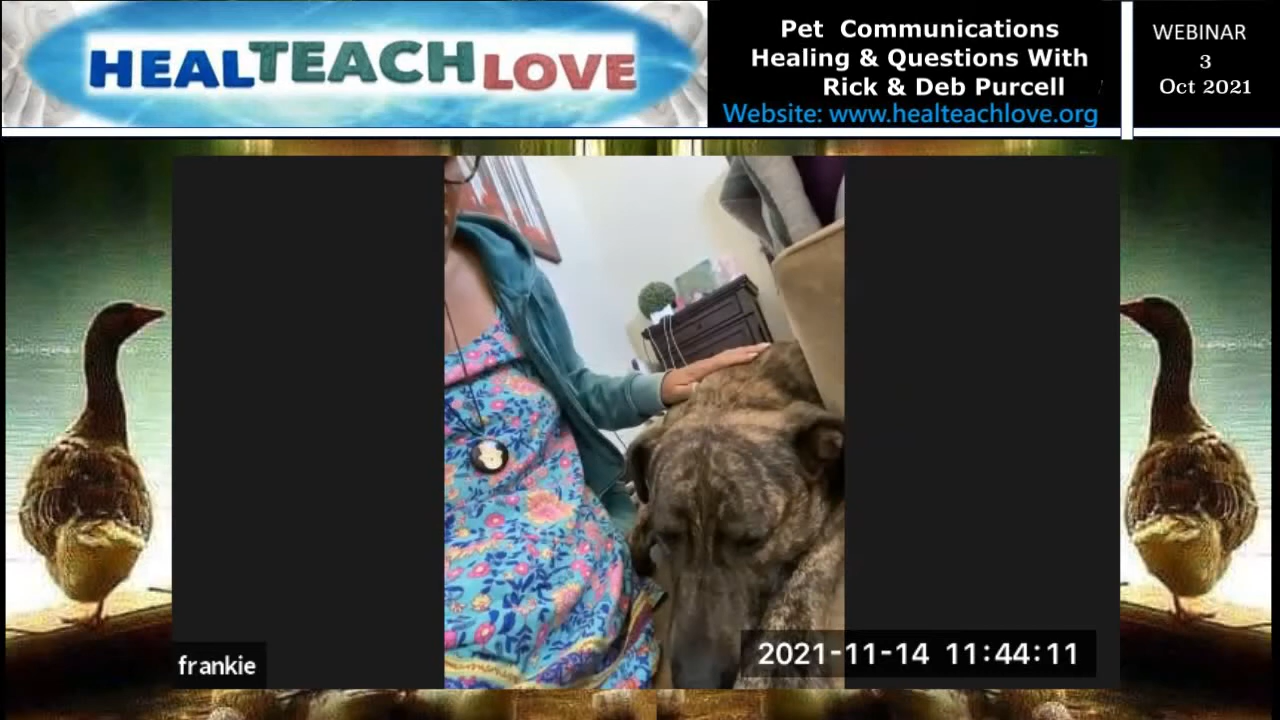 HEALTEACHLOVE
Pet Communications
Healing & Questions With
Rick & Deb Purcell
Website: www.healteachlove.org
WEBINAR
3
Oct 2021
frankie
2021-11-14 11:44:11